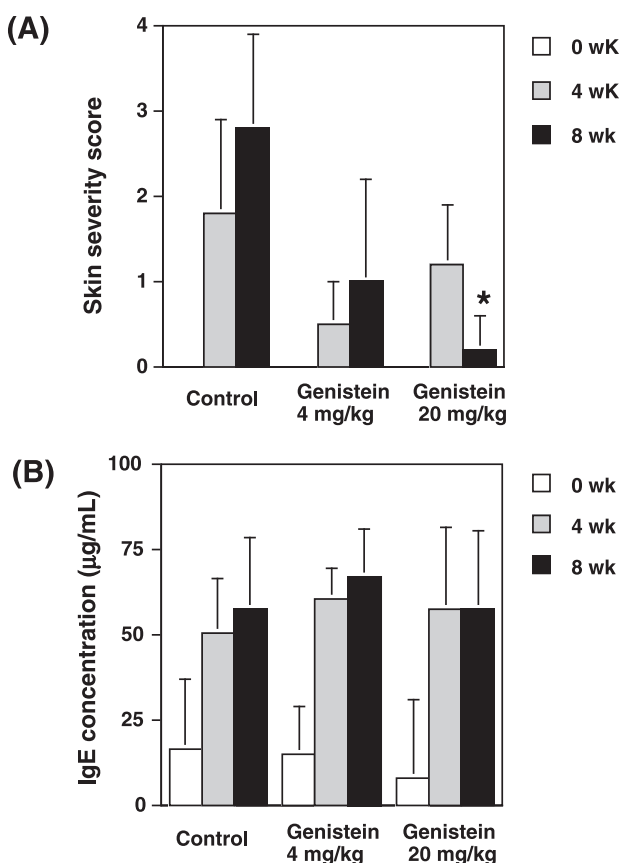 (A)
Skin severity score
4
3
2
1
0
*
0 wK
4 wK
8 wk
Control
Genistein
4 mg/kg
Genistein
20 mg/kg
(B)
IgE concentration (μg/mL)
100
75
50
25
0
0 wk
4 wk
8 wk
Control
Genistein
4 mg/kg
Genistein
20 mg/kg